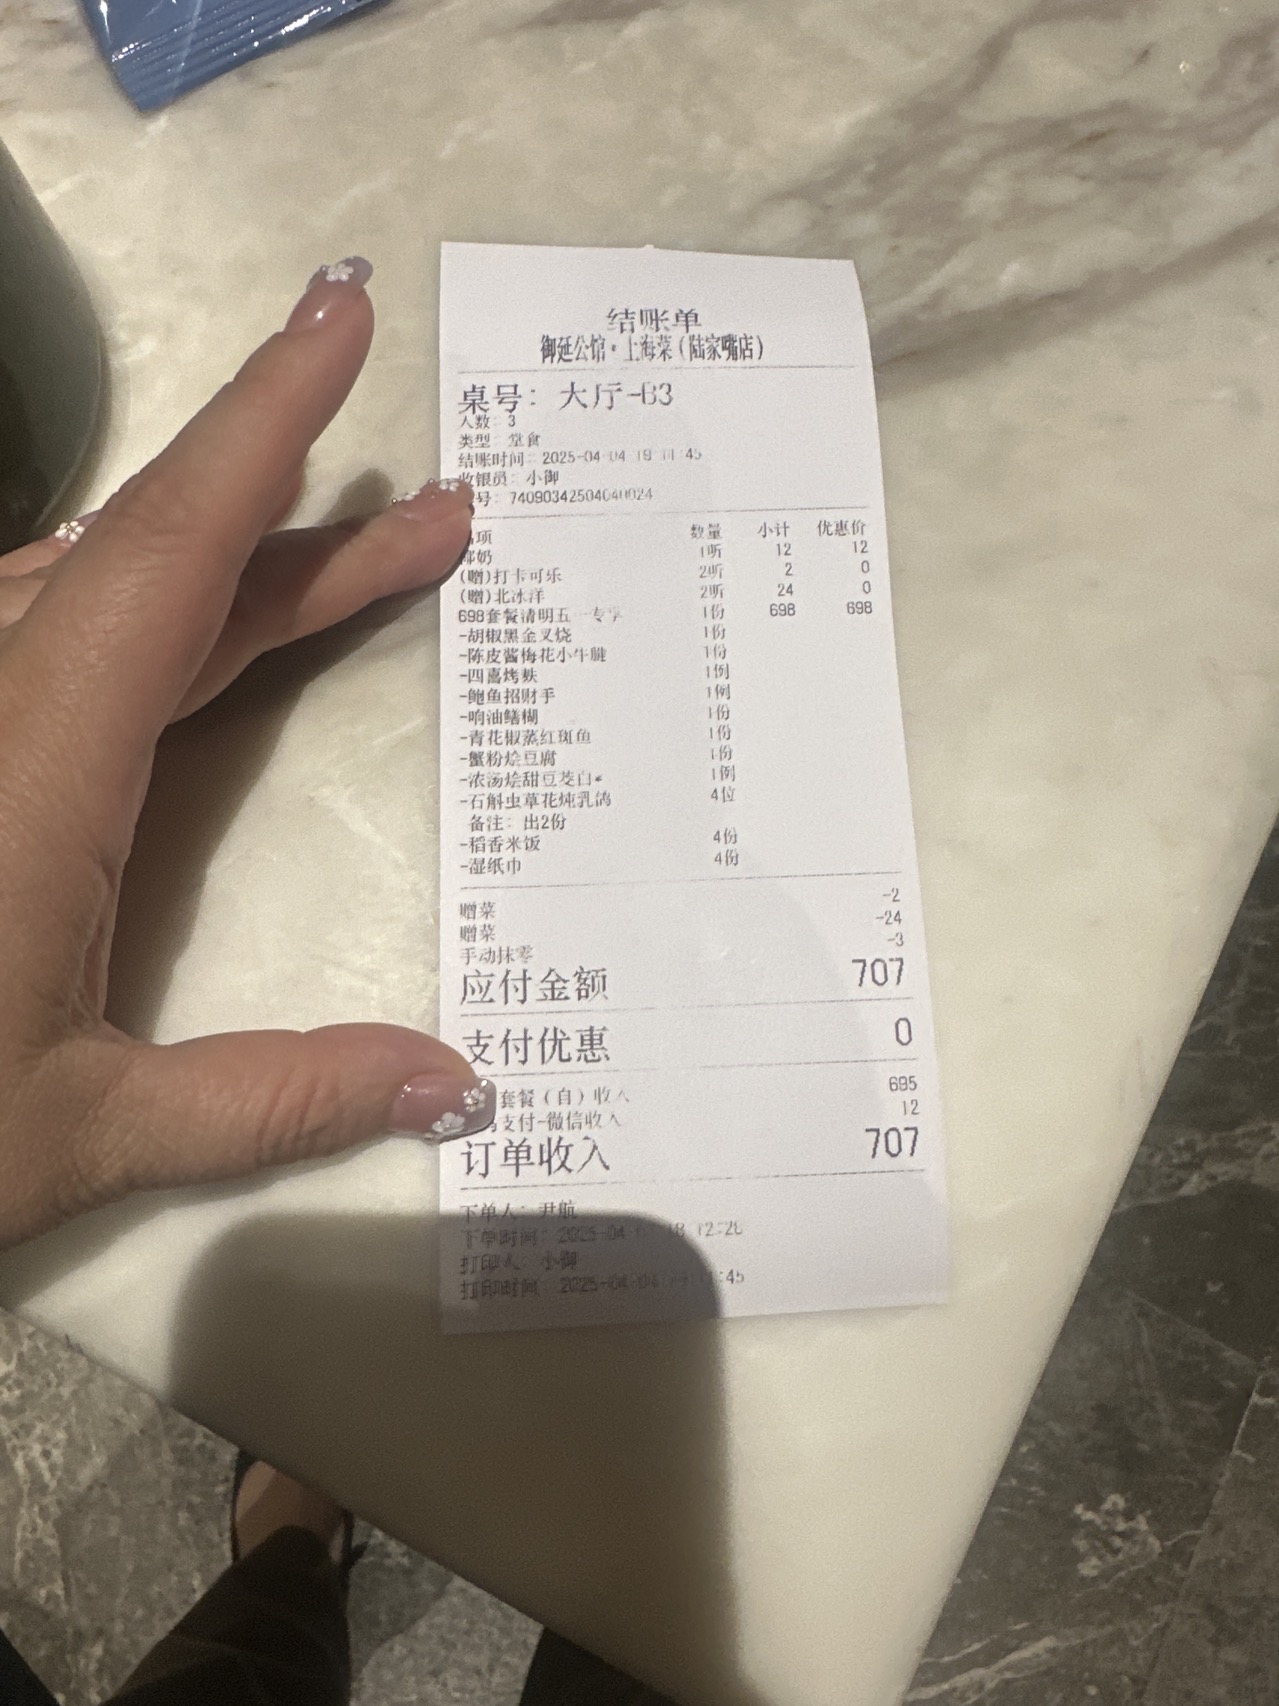 结账单
御延公馆·上海菜(陆家嘴店)
桌号: 大厅-B3
人数: 3
类型: 堂食
结账时间: 2025-04-04 19 11:45
收银员: 小御
号: 74090342504040024
项 数量 小计 优惠价
椰奶 1听 12 12
(赠)打卡可乐 2听 2 0
(赠)北冰洋 2听 24 0
698套餐清明五一专享 1份 698 698
-胡椒黑金叉烧 1份
-陈皮酱梅花小牛腱 1份
-四喜烤麸 1例
-鲍鱼招财手 1例
-响油鳝糊 1份
-青花椒蒸红斑鱼 1份
-蟹粉烩豆腐 1份
-浓汤烩甜豆茭白 1例
-石斛虫草花炖乳鸽 4位
备注: 出2份
-稻香米饭 4份
-湿纸巾 4份
赠菜 -2
赠菜 -24
手动抹零 -3
应付金额 707
支付优惠 0
套餐(自)收入 695
支付-微信收入 12
订单收入 707
下单人: 尹航
下单时间: 2025-04- 18 12:26
打印人: 小御
打印时间: 2025-04-04 :45